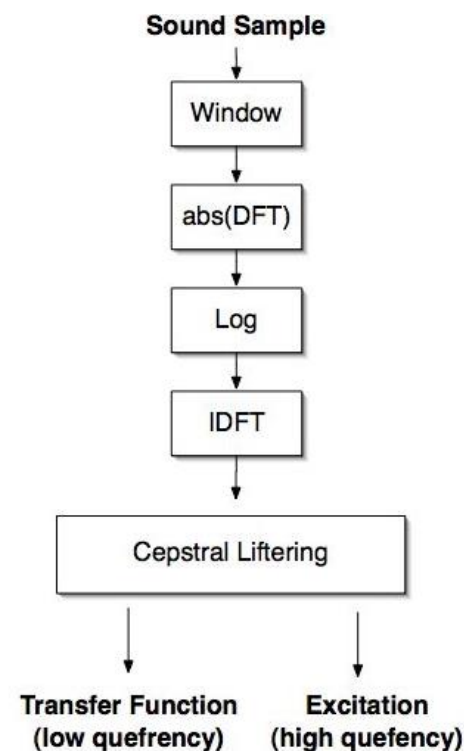 Sound Sample
Window
abs(DFT)
Log
IDFT
Cepstral Liftering
Transfer Function
(low quefrency)
Excitation
(high quefency)